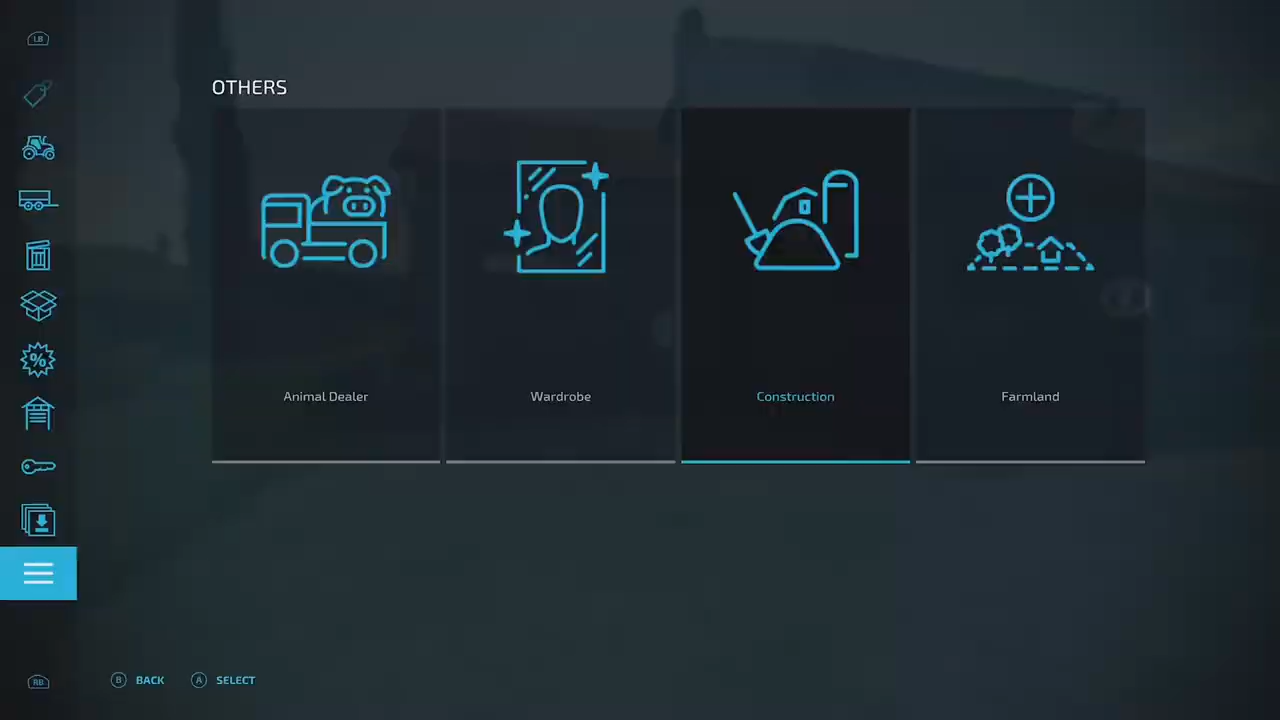 LB
OTHERS
%
Animal Dealer
Wardrobe
Construction
Farmland
RB
B BACK
A SELECT